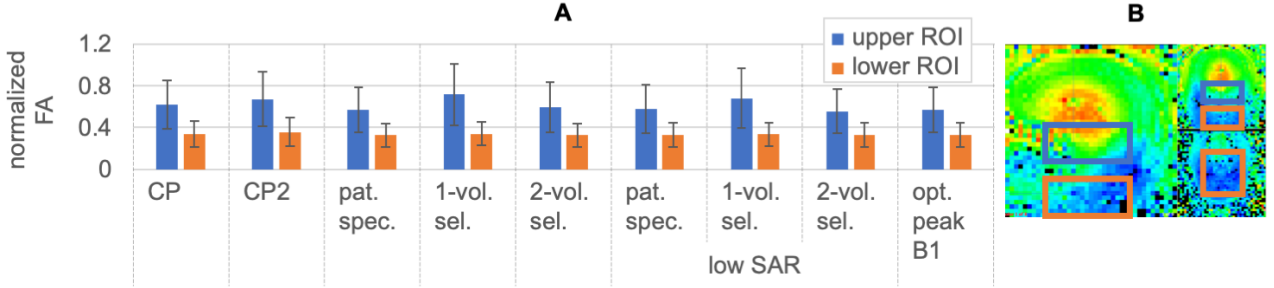 A
B
normalized
FA
1.2
0.8
0.4
0
upper ROI
lower ROI
CP
CP2
pat.
spec.
1-vol.
sel.
2-vol.
sel.
pat.
spec.
1-vol.
sel.
2-vol.
sel.
opt.
peak
B1
low SAR